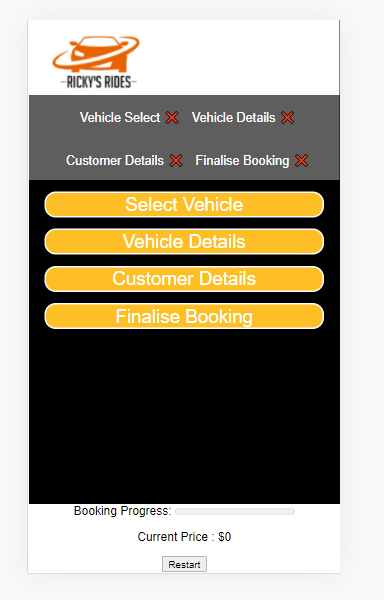 RICKY'S RIDES
Vehicle Select Vehicle Details
Customer Details Finalise Booking
Select Vehicle
Vehicle Details
Customer Details
Finalise Booking
Booking Progress:
Current Price : $0
Restart